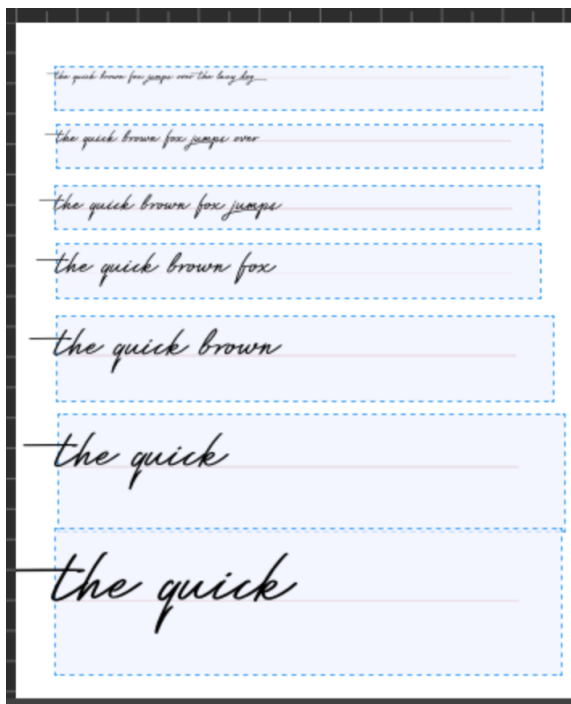 the quick brown fox jumps over the lazy dog
the quick brown fox jumps over
the quick brown fox jumps
the quick brown fox
the quick brown
the quick
the quick